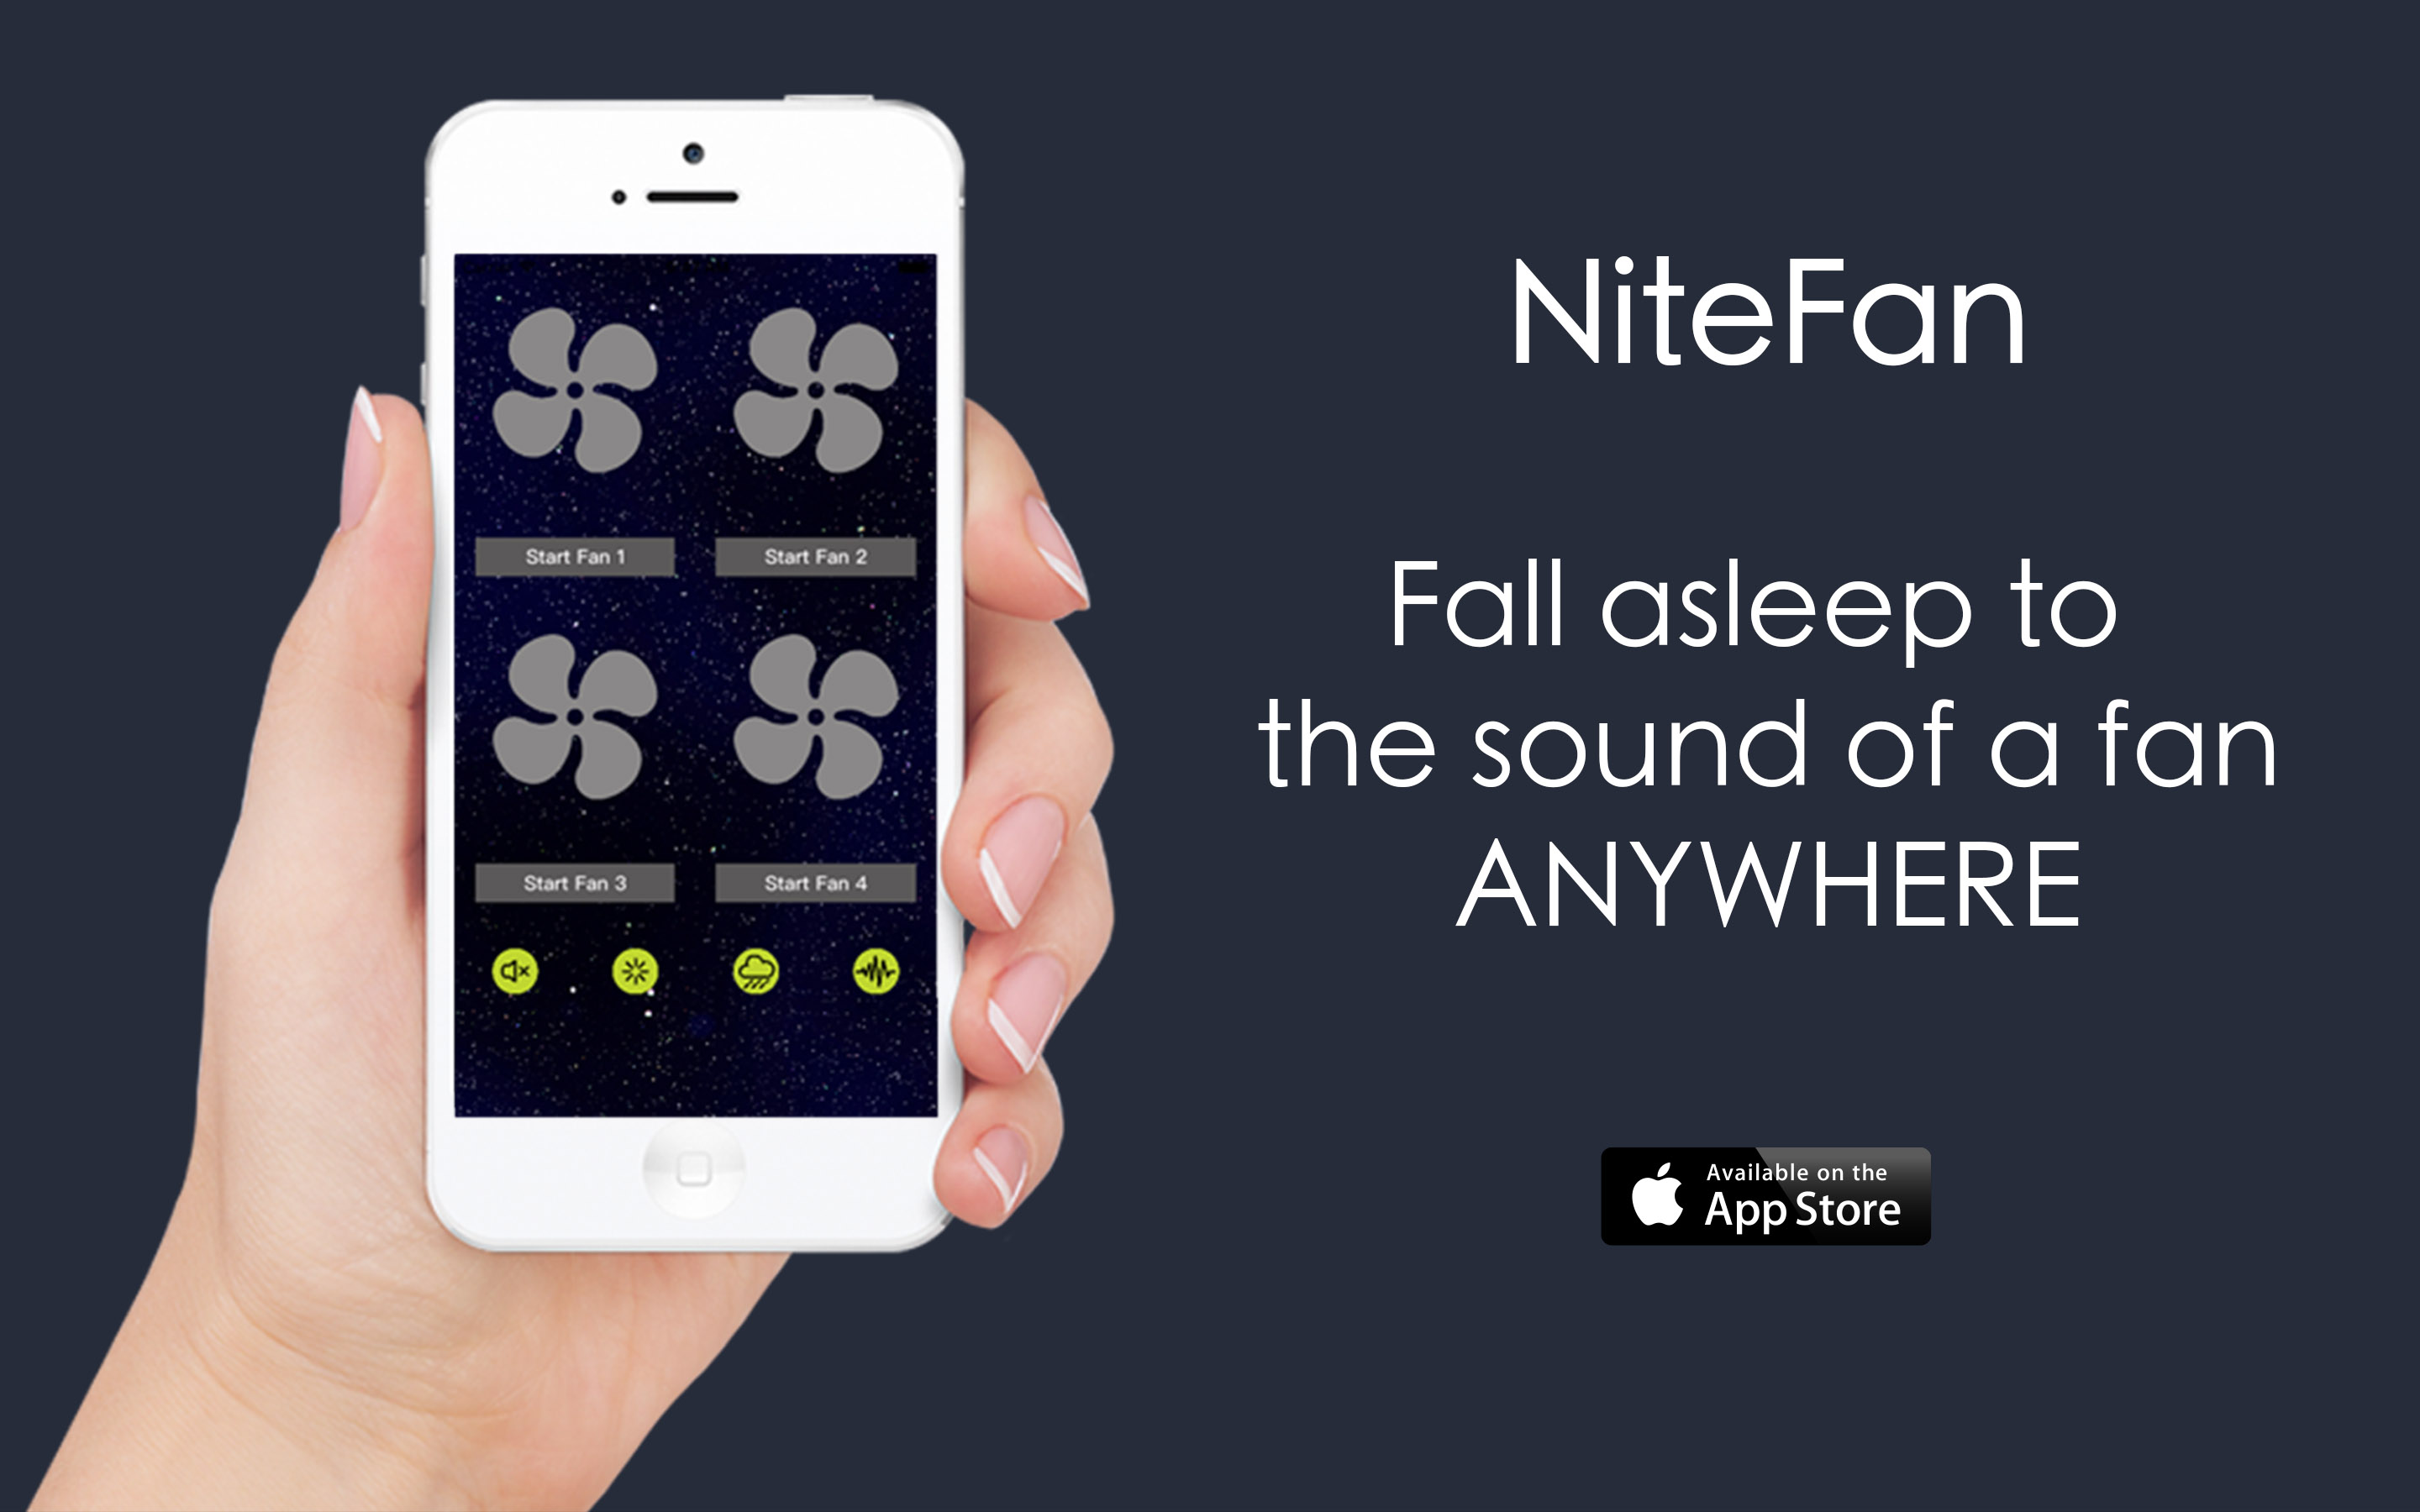 NiteFan
Fall asleep to
the sound of a fan
ANYWHERE
Start Fan 1
Start Fan 2
Start Fan 3
Start Fan 4
Available on the
App Store